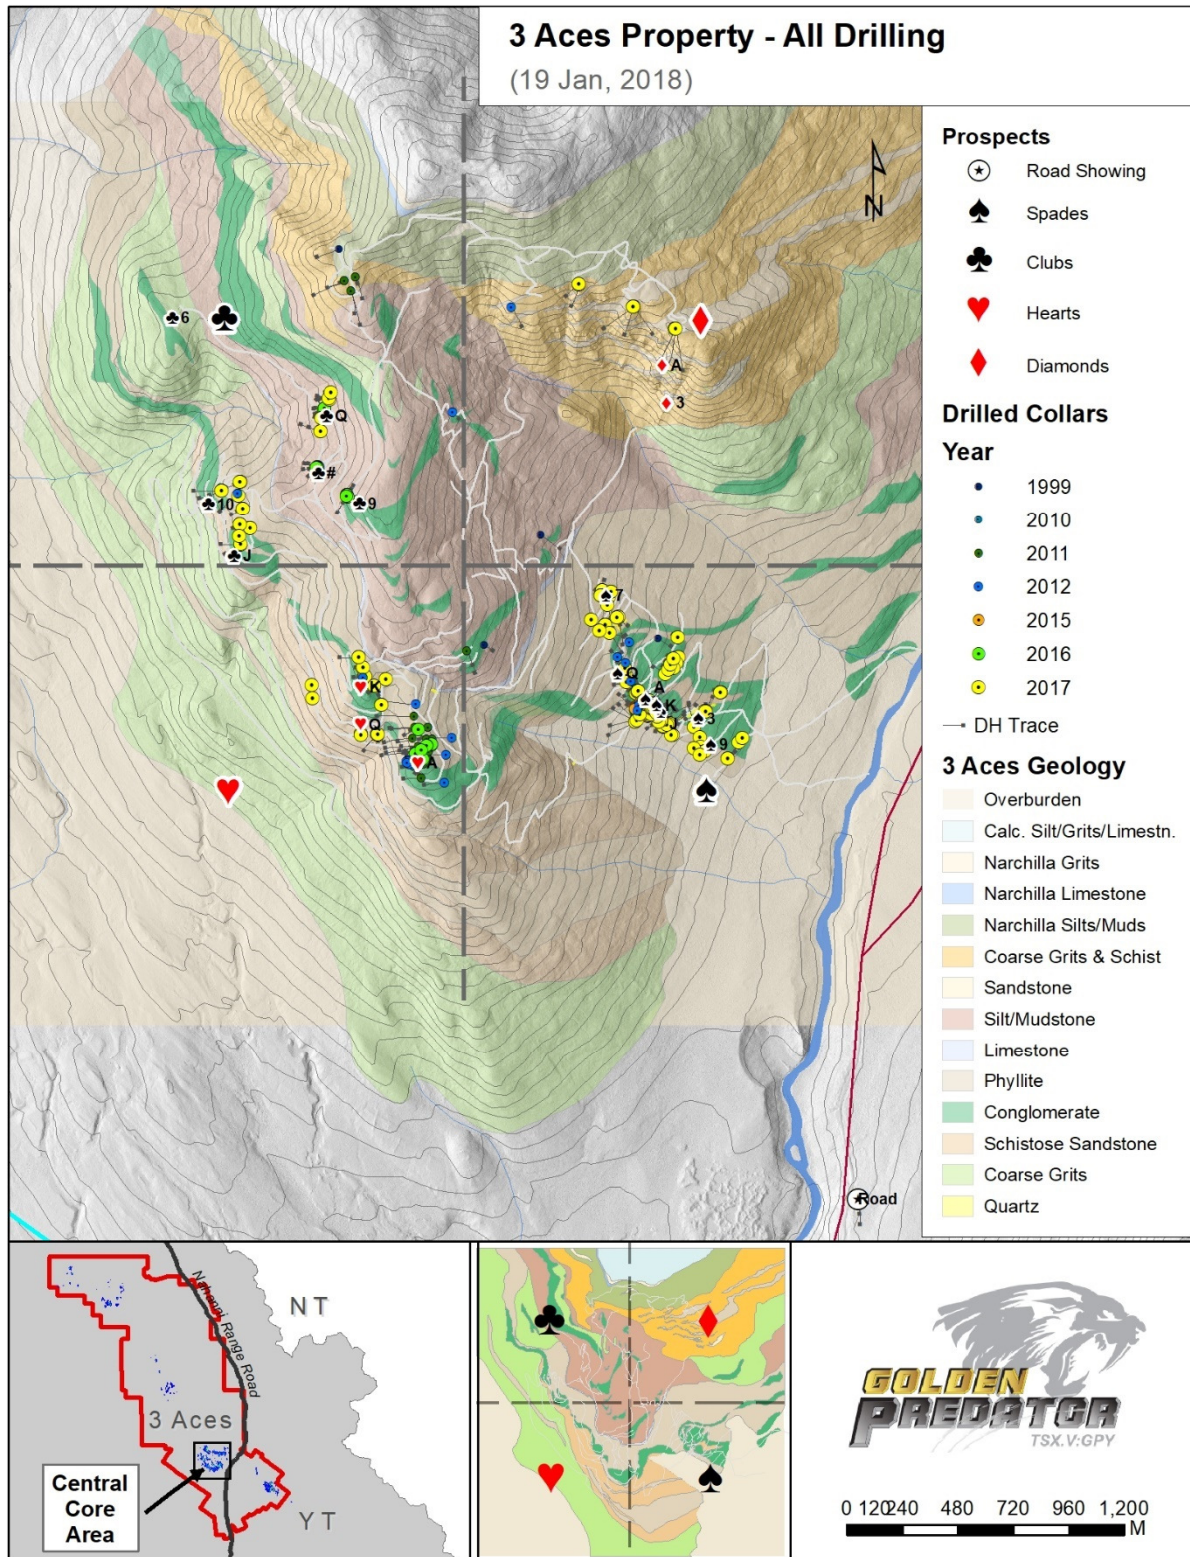 3 Aces Property - All Drilling
(19 Jan, 2018)
N
Prospects
Road Showing
Spades
Clubs
Hearts
Diamonds
Drilled Collars
Year
1999
2010
2011
2012
2015
2016
2017
DH Trace
3 Aces Geology
Overburden
Calc. Silt/Grits/Limestn.
Narchilla Grits
Narchilla Limestone
Narchilla Silts/Muds
Coarse Grits & Schist
Sandstone
Silt/Mudstone
Limestone
Phyllite
Conglomerate
Schistose Sandstone
Coarse Grits
Quartz
6
A
3
Q
#
9
10
J
7
K
Q
A
Q
A
K
J
3
9
Road
Nahanni Range Road
NT
3 Aces
Central
Core
Area
YT
GOLDEN
PREDATOR
TSX.V:GPY
0 120240 480 720 960 1,200
M